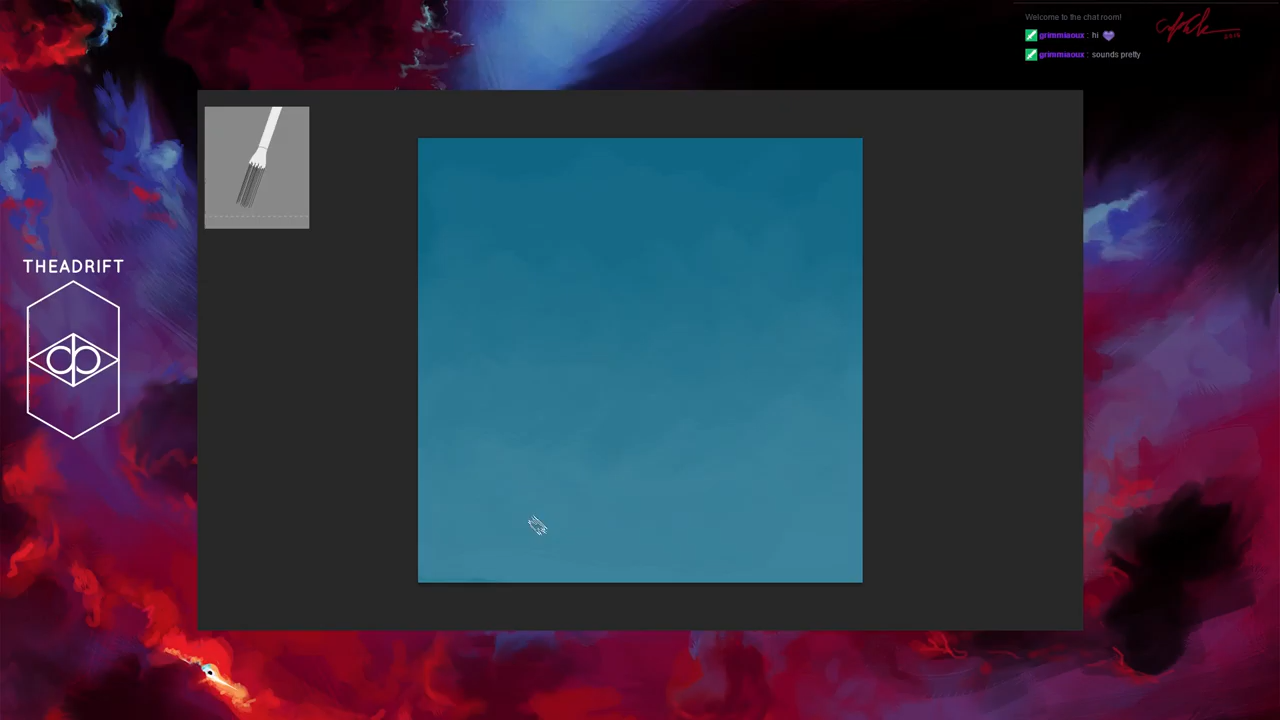 Welcome to the chat room!
grimmiaoux : hi 💜
grimmiaoux : sounds pretty
THEADRIFT